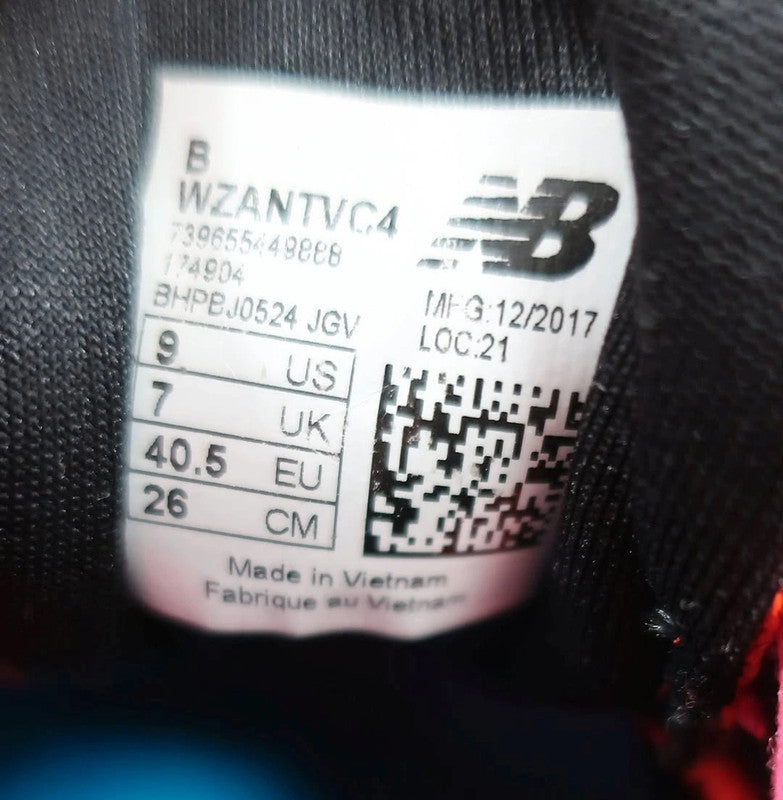 B
WZANTVC4
NB
739655449888
174904
BHPBJ0524 JGV
MFG:12/2017
LOC:21
9 US
7 UK
40.5 EU
26 CM
Made in Vietnam
Fabrique au Vietnam